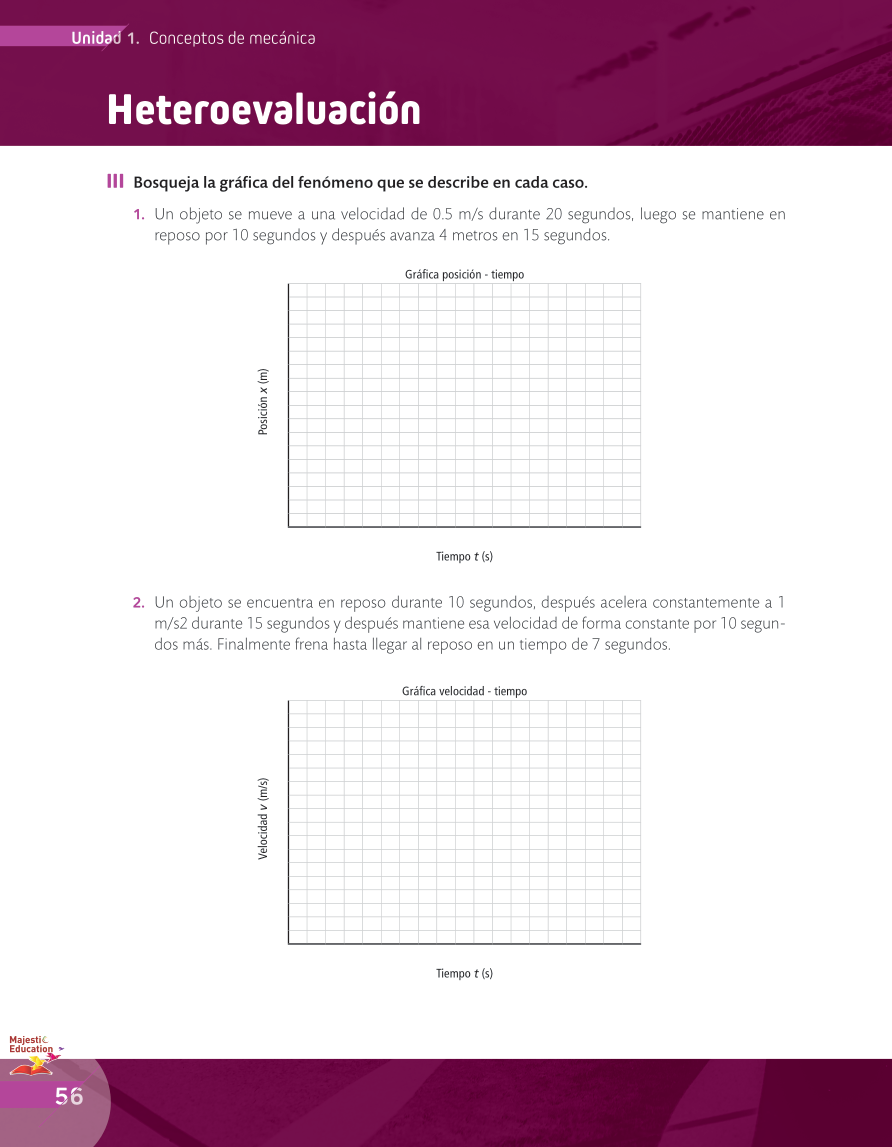 Unidad 1. Conceptos de mecánica
Heteroevaluación
III Bosqueja la gráfica del fenómeno que se describe en cada caso.
1. Un objeto se mueve a una velocidad de 0.5 m/s durante 20 segundos, luego se mantiene en
reposo por 10 segundos y después avanza 4 metros en 15 segundos.
Gráfica posición - tiempo
Posición x (m)
Tiempo t (s)
2. Un objeto se encuentra en reposo durante 10 segundos, después acelera constantemente a 1
m/s2 durante 15 segundos y después mantiene esa velocidad de forma constante por 10 segun-
dos más. Finalmente frena hasta llegar al reposo en un tiempo de 7 segundos.
Gráfica velocidad - tiempo
Velocidad v (m/s)
Tiempo t (s)
Majestic
Education
56